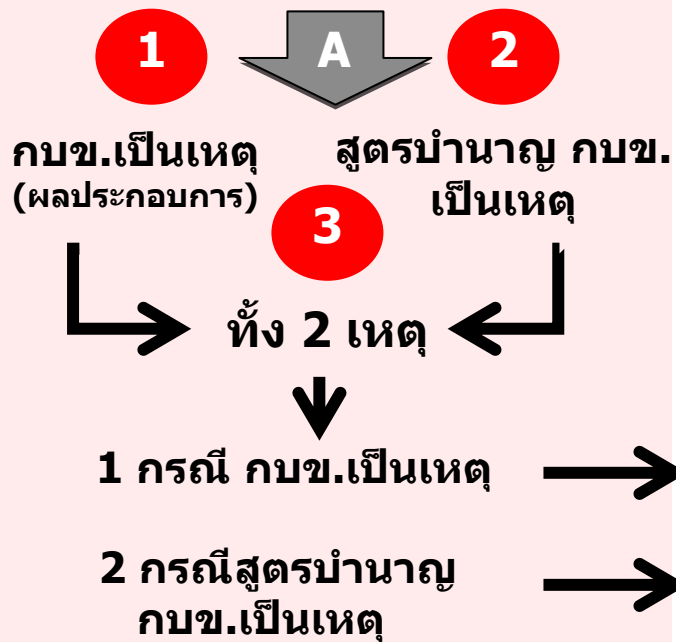 1
A
2
กบข.เป็นเหตุ
(ผลประกอบการ)
สูตรบำนาญ กบข.
เป็นเหตุ
3
ทั้ง 2 เหตุ
1 กรณี กบข.เป็นเหตุ
2 กรณีสูตรบำนาญ
กบข.เป็นเหตุ